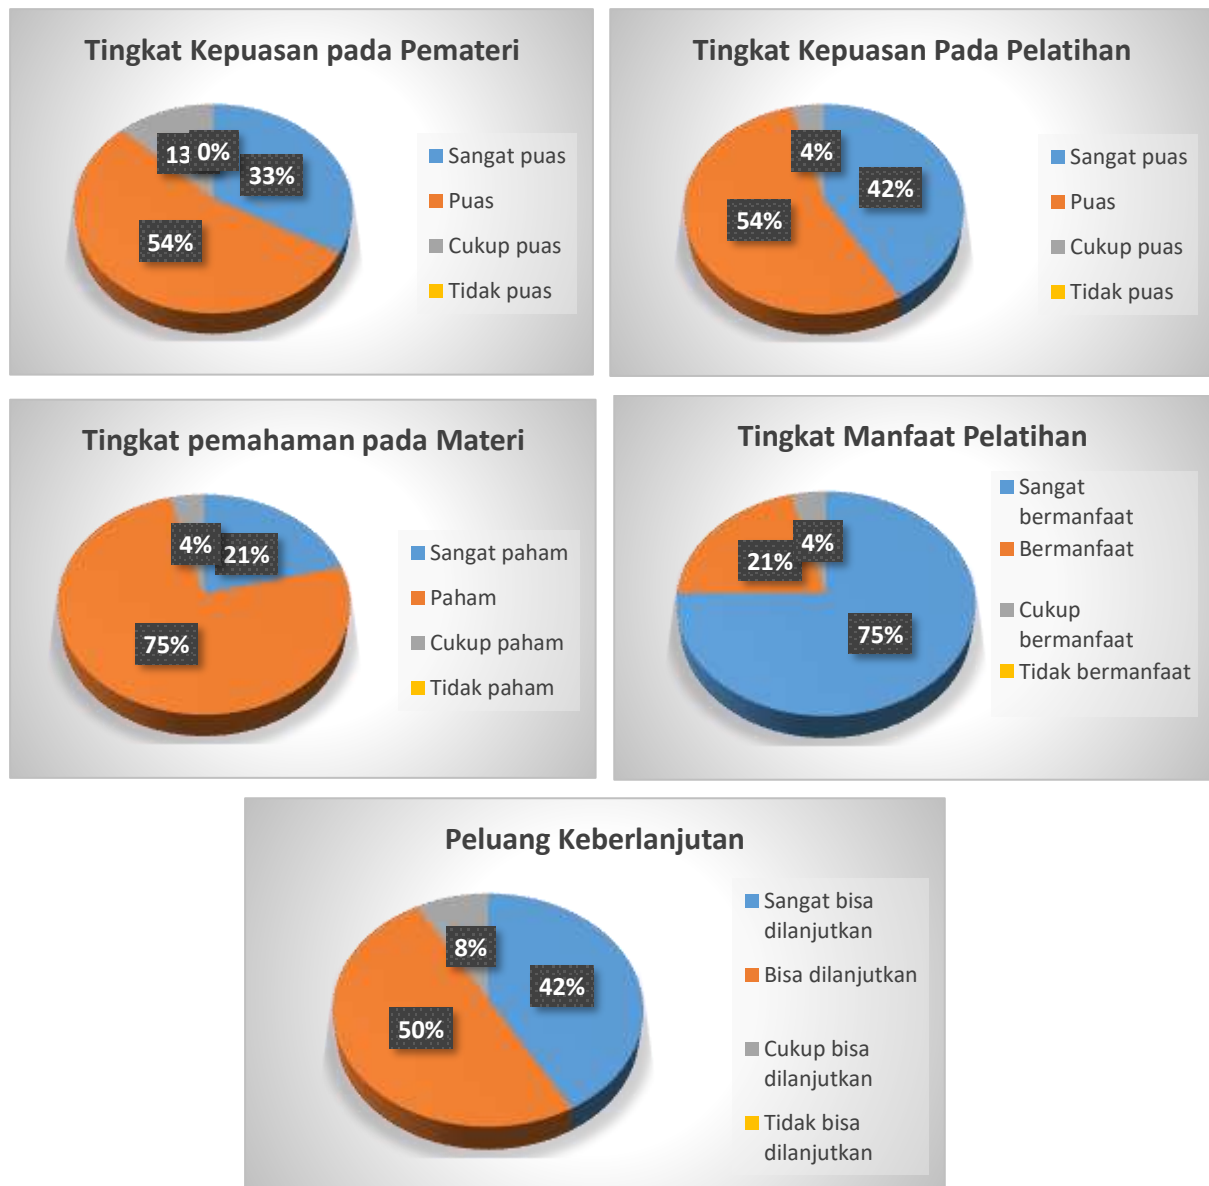 Tingkat Kepuasan pada Pemateri
13
0%
33%
54%
Sangat puas
Puas
Cukup puas
Tidak puas
Tingkat Kepuasan Pada Pelatihan
4%
42%
54%
Sangat puas
Puas
Cukup puas
Tidak puas
Tingkat pemahaman pada Materi
4%
21%
75%
Sangat paham
Paham
Cukup paham
Tidak paham
Tingkat Manfaat Pelatihan
4%
21%
75%
Sangat
bermanfaat
Bermanfaat
Cukup
bermanfaat
Tidak bermanfaat
Peluang Keberlanjutan
8%
42%
50%
Sangat bisa
dilanjutkan
Bisa dilanjutkan
Cukup bisa
dilanjutkan
Tidak bisa
dilanjutkan